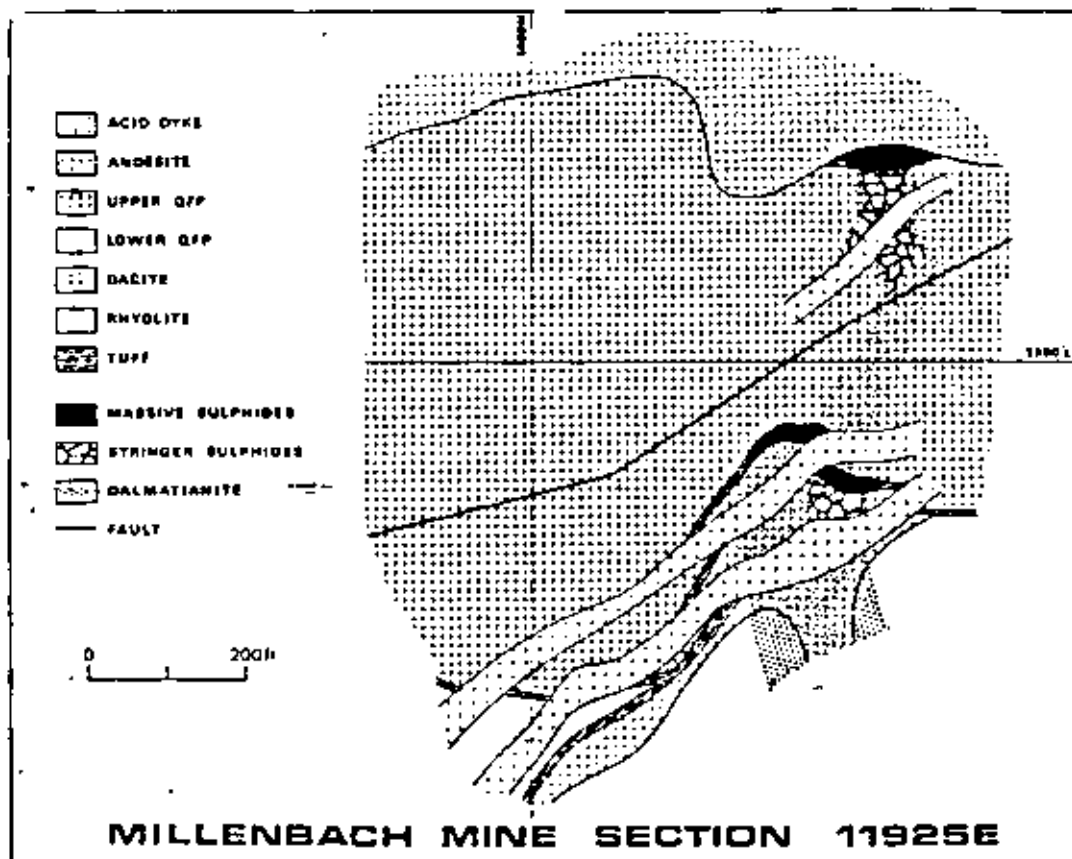 ACID DYKE
ANDESITE
UPPER QFP
LOWER QFP
DACITE
RHYOLITE
TUFF
MASSIVE SULPHIDES
STRINGER SULPHIDES
DALMATIANITE
FAULT
0 200ft
MILLENBACH MINE SECTION 11925E